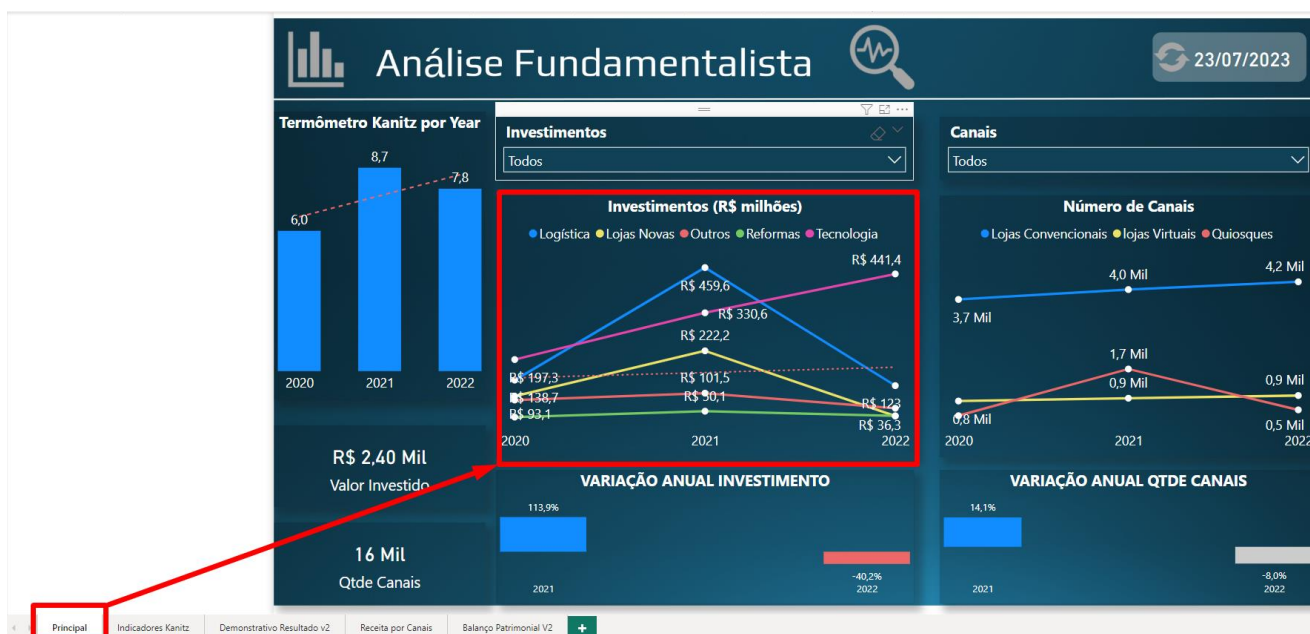 Análise Fundamentalista
23/07/2023
Termômetro Kanitz por Year
8,7
7,8
6,0
2020 2021 2022
R$ 2,40 Mil
Valor Investido
16 Mil
Qtde Canais
Investimentos
Todos
Investimentos (R$ milhões)
Logística Lojas Novas Outros Reformas Tecnologia
R$ 441,4
R$ 459,6
R$ 330,6
R$ 222,2
R$ 197,3
R$ 101,5
R$ 138,7
R$ 50,1
R$ 123
R$ 93,1
R$ 36,3
2020 2021 2022
VARIAÇÃO ANUAL INVESTIMENTO
113,9%
-40,2%
2021 2022
Canais
Todos
Número de Canais
Lojas Convencionais lojas Virtuais Quiosques
4,2 Mil
4,0 Mil
3,7 Mil
1,7 Mil
0,9 Mil
0,9 Mil
0,8 Mil
0,5 Mil
2020 2021 2022
VARIAÇÃO ANUAL QTDE CANAIS
14,1%
-8,0%
2021 2022
Principal Indicadores Kanitz Demonstrativo Resultado v2 Receita por Canais Balanço Patrimonial V2 +